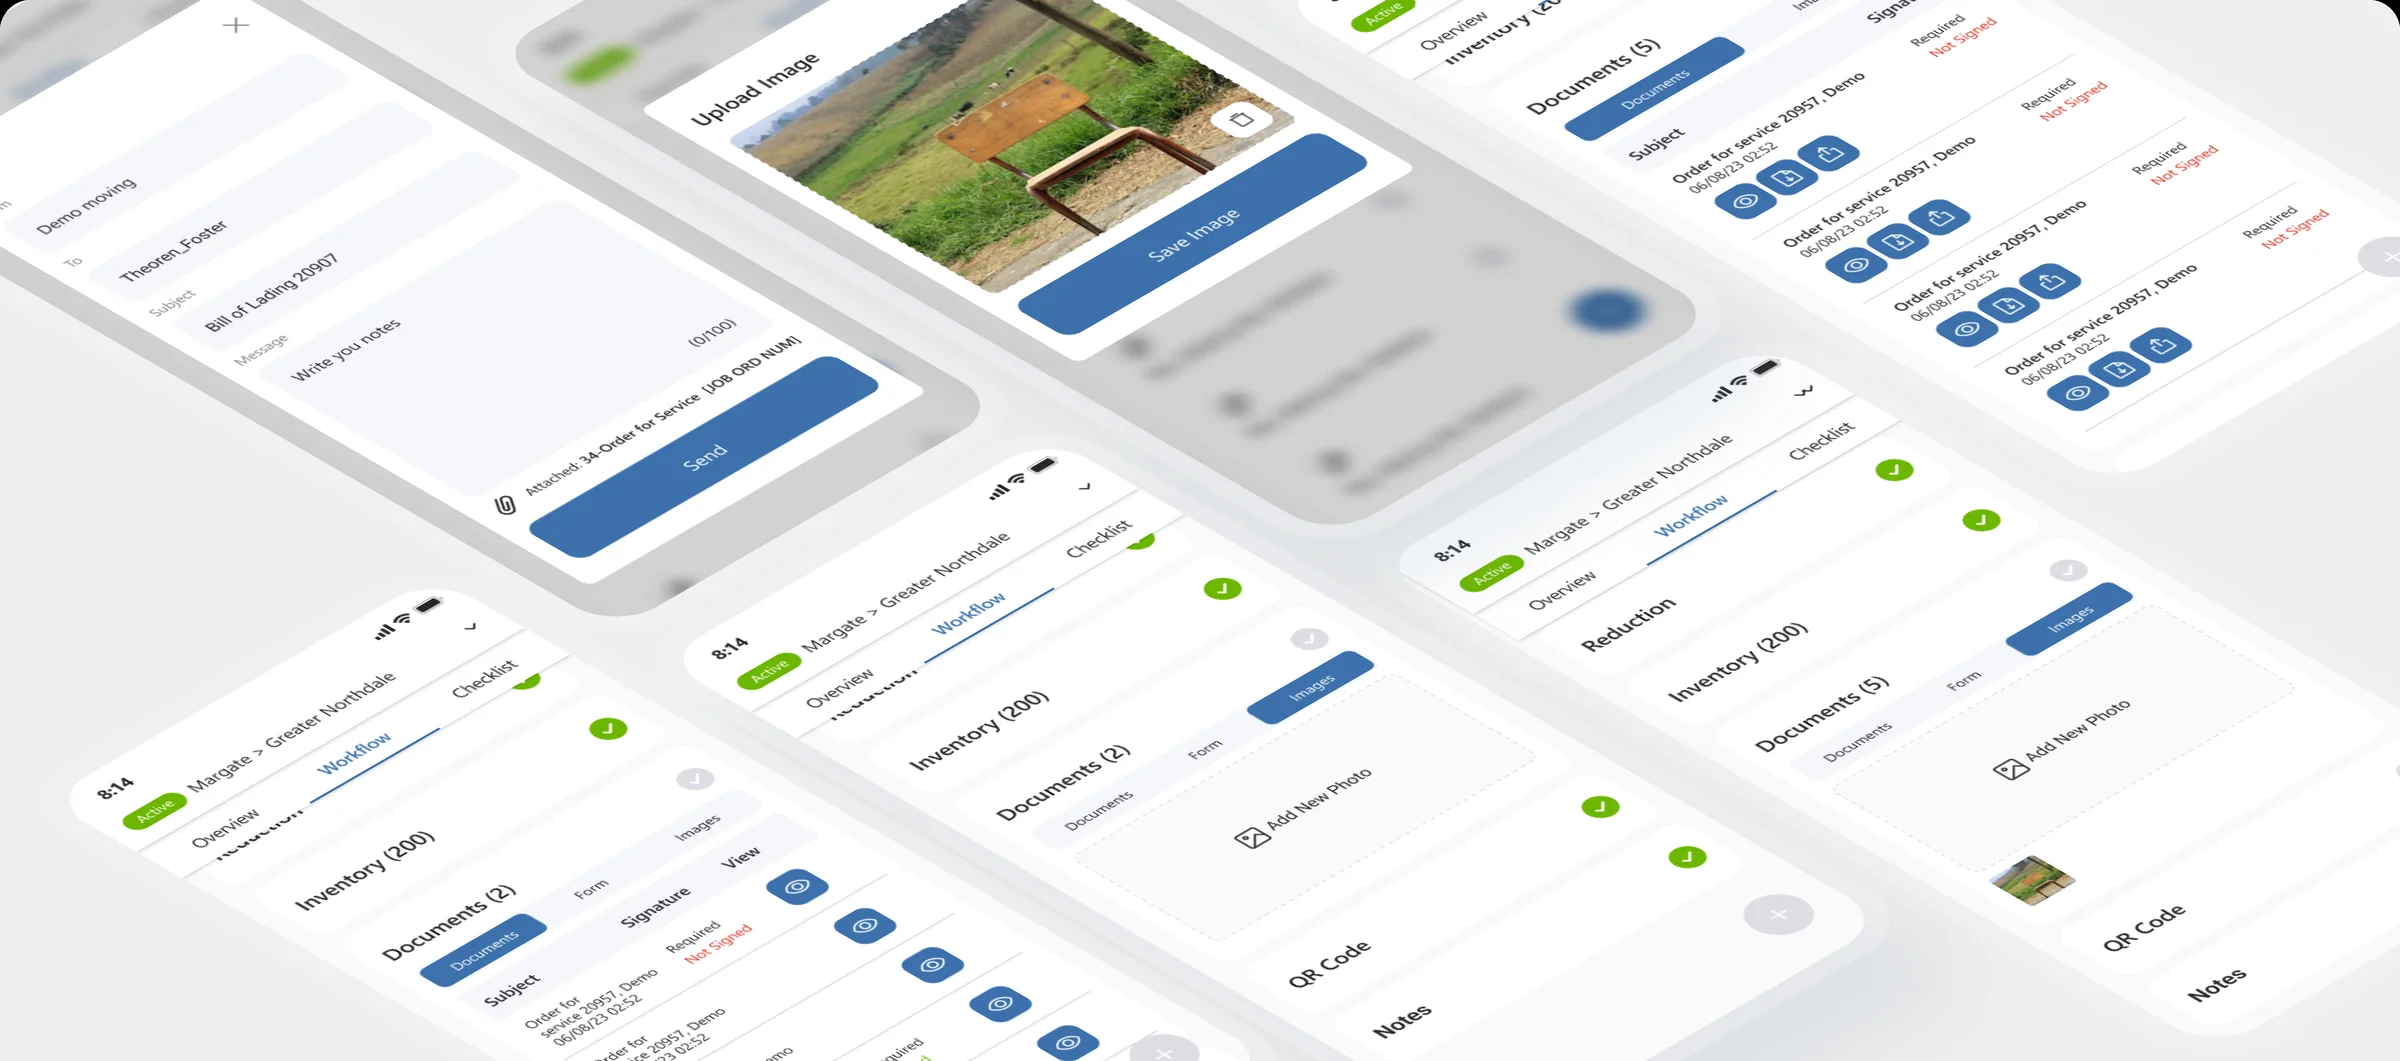 Demo moving
To
Theoren_Foster
Subject
Bill of Lading 20907
Message
Write you notes
(0/100)
Attached: 34-Order for Service [JOB ORD NUM]
Send
Upload Image
Save Image
Active
Overview
Documents (5)
Documents
Subject
Required
Not Signed
Order for service 20957, Demo
06/08/23 02:52
Required
Not Signed
Order for service 20957, Demo
06/08/23 02:52
Required
Not Signed
Order for service 20957, Demo
06/08/23 02:52
Required
Not Signed
Order for service 20957, Demo
06/08/23 02:52
8:14
Active Margate > Greater Northdale
Overview Workflow Checklist
Inventory (200)
Documents (2)
Documents Form Images
Subject Signature View
Order for
service 20957, Demo
06/08/23 02:52
Required
Not Signed
8:14
Active Margate > Greater Northdale
Overview Workflow Checklist
Inventory (200)
Documents (2)
Documents Form Images
Add New Photo
QR Code
Notes
8:14
Active Margate > Greater Northdale
Overview Workflow Checklist
Reduction
Inventory (200)
Documents (5)
Documents Form Images
Add New Photo
QR Code
Notes